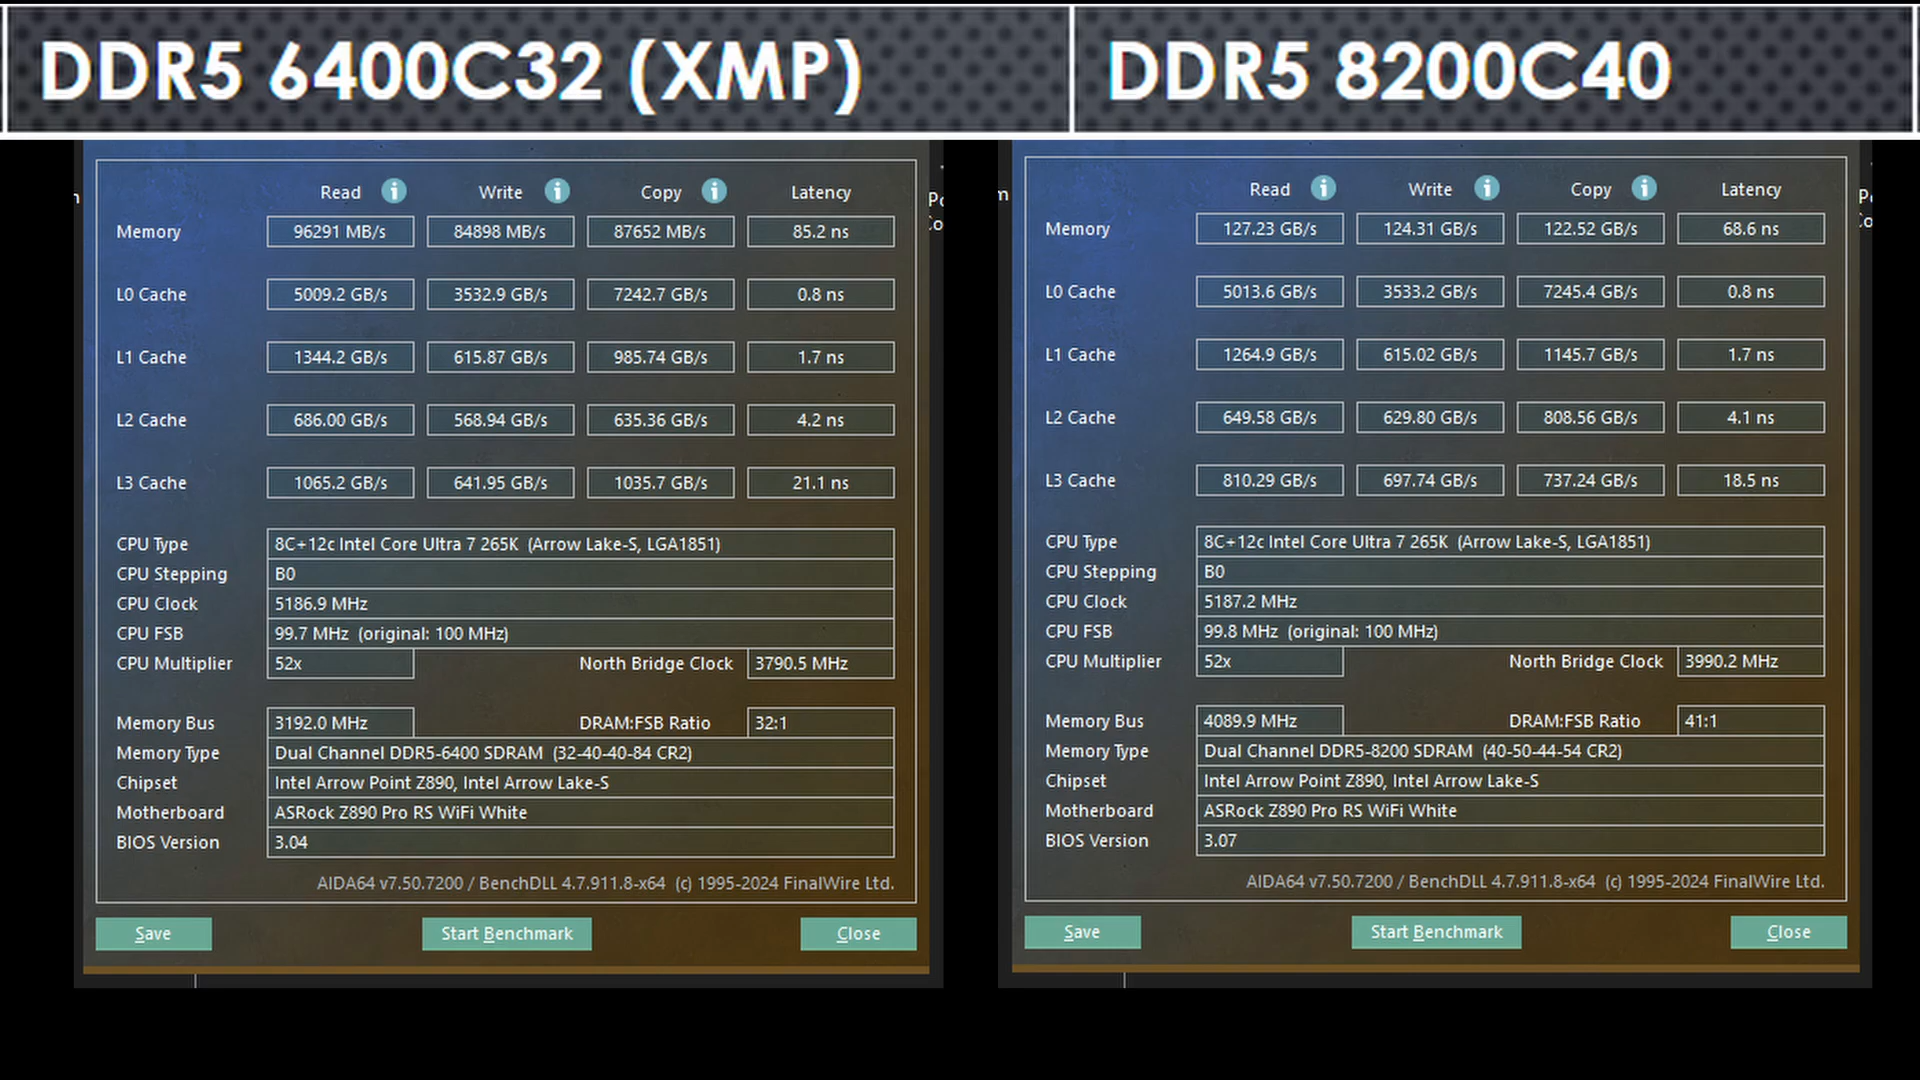 DDR5 6400C32 (XMP)
DDR5 8200C40
Read Write Copy Latency
Memory 96291 MB/s 84898 MB/s 87652 MB/s 85.2 ns
L0 Cache 5009.2 GB/s 3532.9 GB/s 7242.7 GB/s 0.8 ns
L1 Cache 1344.2 GB/s 615.87 GB/s 985.74 GB/s 1.7 ns
L2 Cache 686.00 GB/s 568.94 GB/s 635.36 GB/s 4.2 ns
L3 Cache 1065.2 GB/s 641.95 GB/s 1035.7 GB/s 21.1 ns
CPU Type 8C+12c Intel Core Ultra 7 265K (Arrow Lake-S, LGA1851)
CPU Stepping B0
CPU Clock 5186.9 MHz
CPU FSB 99.7 MHz (original: 100 MHz)
CPU Multiplier 52x North Bridge Clock 3790.5 MHz
Memory Bus 3192.0 MHz DRAM:FSB Ratio 32:1
Memory Type Dual Channel DDR5-6400 SDRAM (32-40-40-84 CR2)
Chipset Intel Arrow Point Z890, Intel Arrow Lake-S
Motherboard ASRock Z890 Pro RS WiFi White
BIOS Version 3.04
AIDA64 v7.50.7200 / BenchDLL 4.7.911.8-x64 (c) 1995-2024 FinalWire Ltd.
Save Start Benchmark Close
Read Write Copy Latency
Memory 127.23 GB/s 124.31 GB/s 122.52 GB/s 68.6 ns
L0 Cache 5013.6 GB/s 3533.2 GB/s 7245.4 GB/s 0.8 ns
L1 Cache 1264.9 GB/s 615.02 GB/s 1145.7 GB/s 1.7 ns
L2 Cache 649.58 GB/s 629.80 GB/s 808.56 GB/s 4.1 ns
L3 Cache 810.29 GB/s 697.74 GB/s 737.24 GB/s 18.5 ns
CPU Type 8C+12c Intel Core Ultra 7 265K (Arrow Lake-S, LGA1851)
CPU Stepping B0
CPU Clock 5187.2 MHz
CPU FSB 99.8 MHz (original: 100 MHz)
CPU Multiplier 52x North Bridge Clock 3990.2 MHz
Memory Bus 4089.9 MHz DRAM:FSB Ratio 41:1
Memory Type Dual Channel DDR5-8200 SDRAM (40-50-44-54 CR2)
Chipset Intel Arrow Point Z890, Intel Arrow Lake-S
Motherboard ASRock Z890 Pro RS WiFi White
BIOS Version 3.07
AIDA64 v7.50.7200 / BenchDLL 4.7.911.8-x64 (c) 1995-2024 FinalWire Ltd.
Save Start Benchmark Close